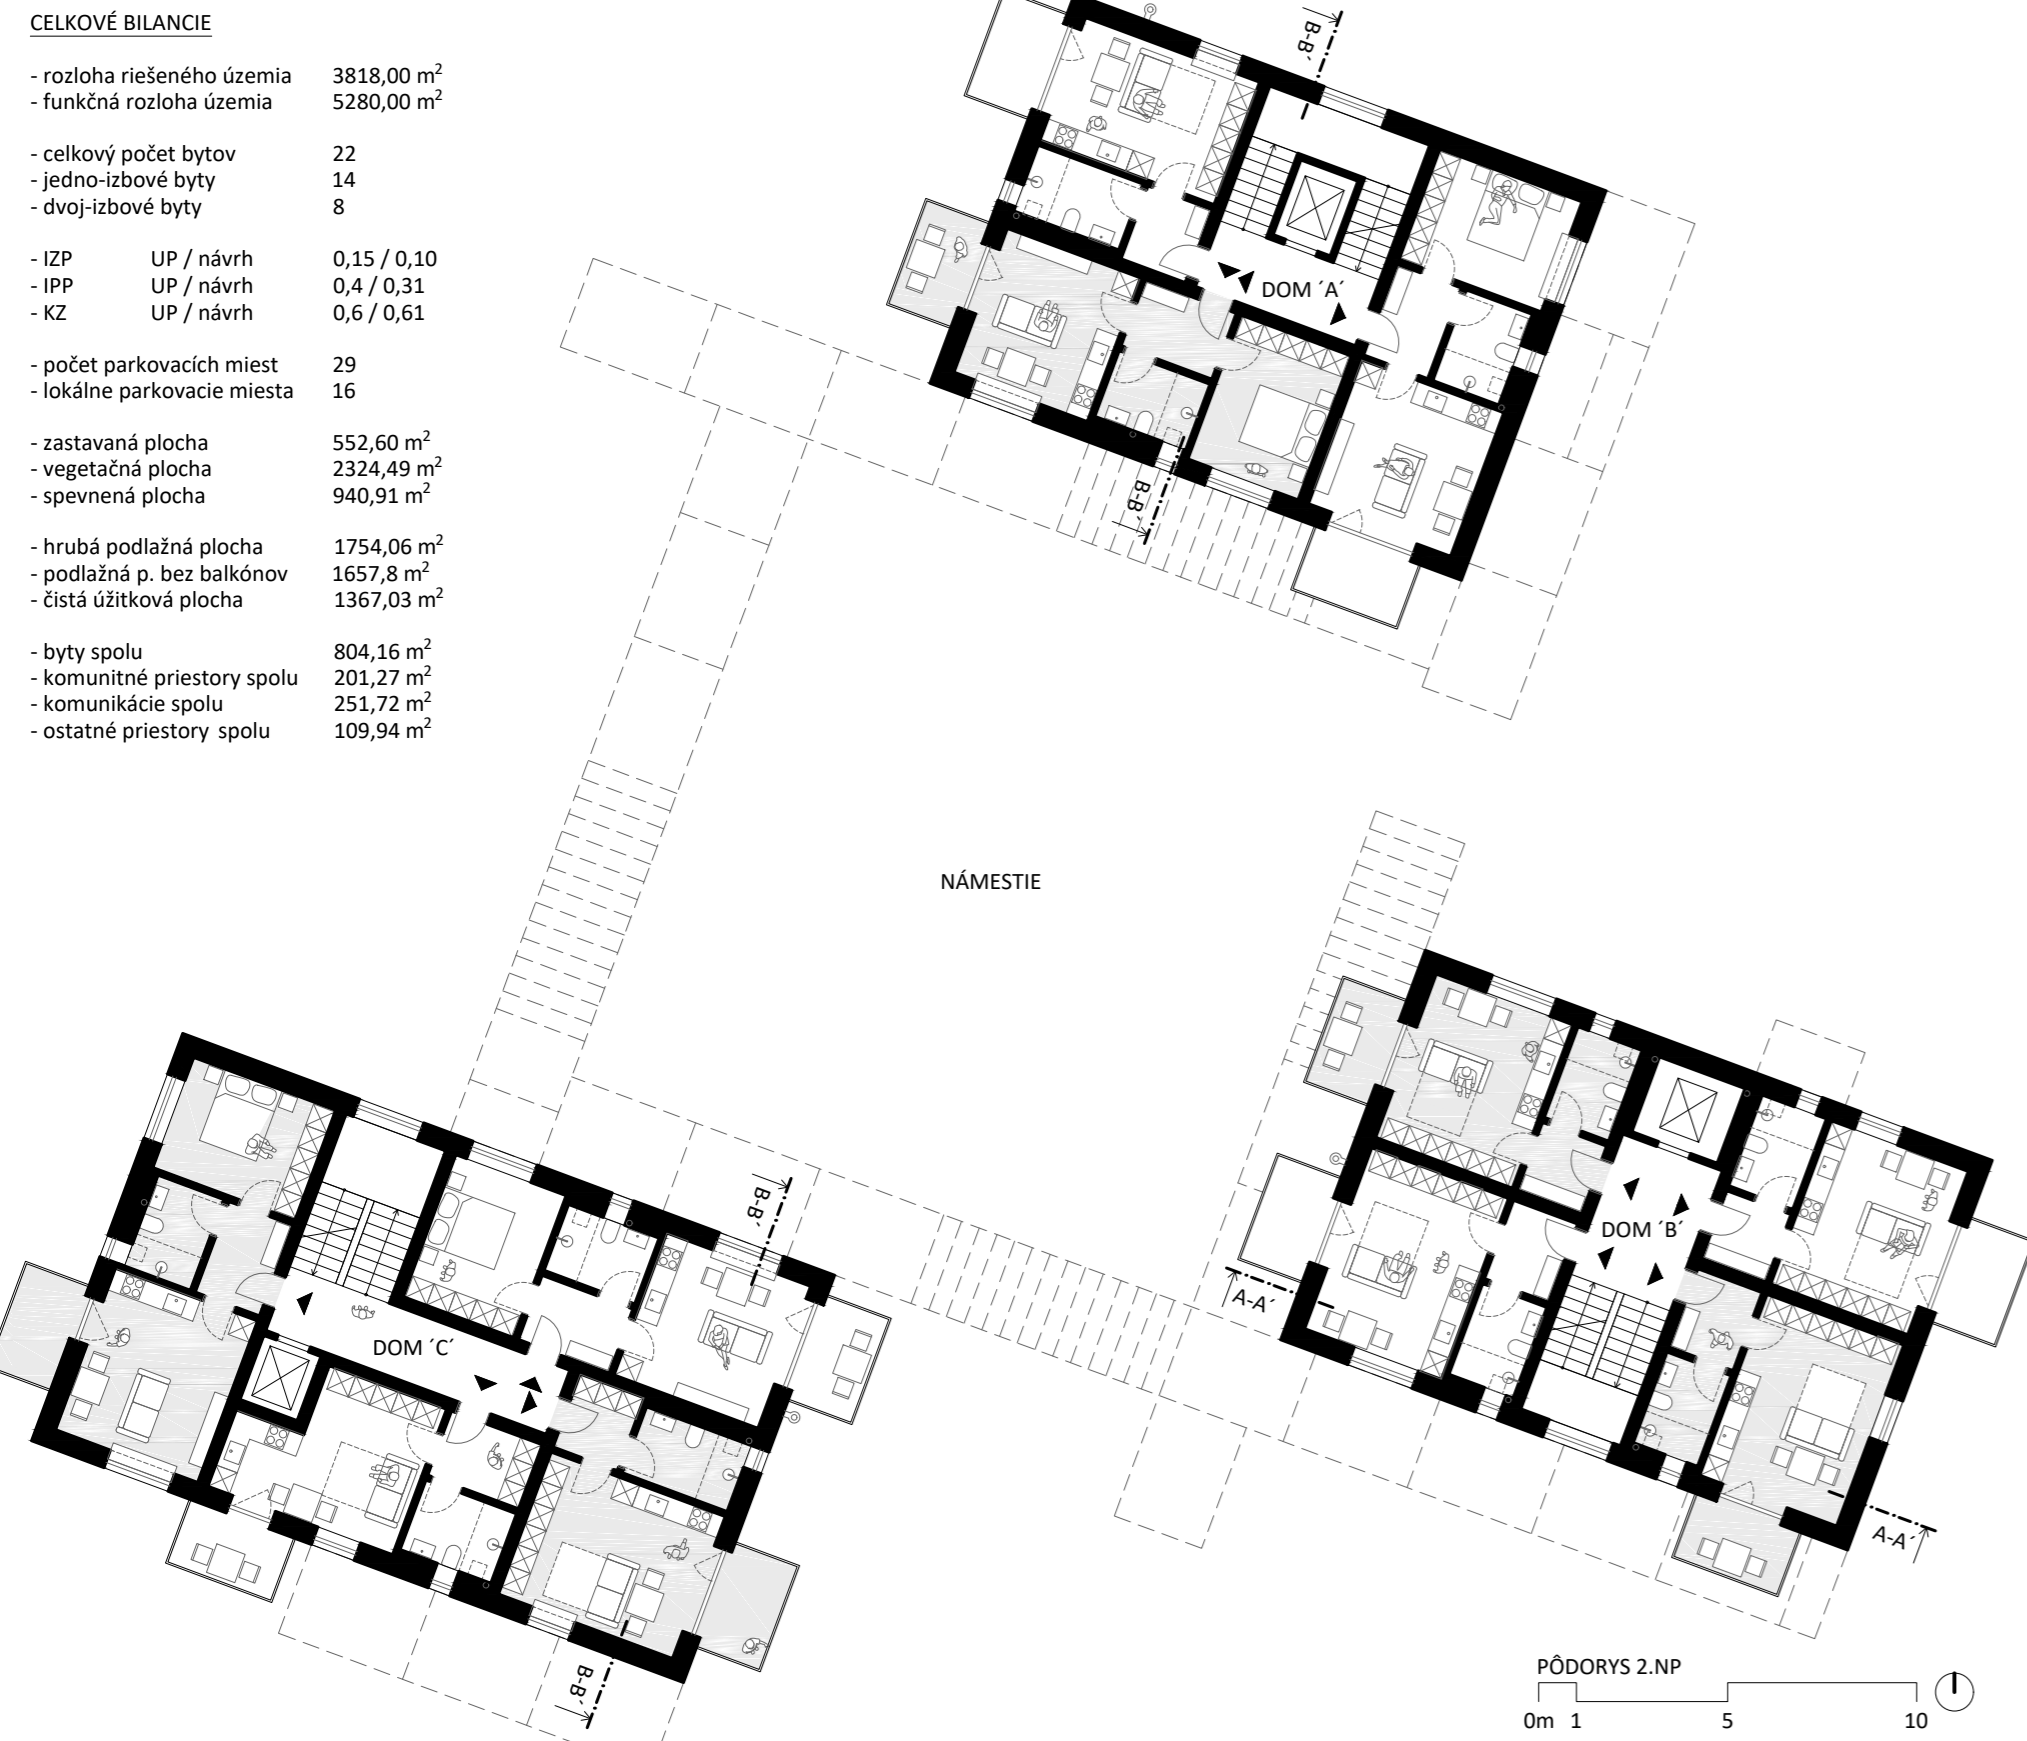 CELKOVÉ BILANCIE
- rozloha riešeného územia 3818,00 m²
- funkčná rozloha územia 5280,00 m²
- celkový počet bytov 22
- jedno-izbové byty 14
- dvoj-izbové byty 8
- IZP UP / návrh 0,15 / 0,10
- IPP UP / návrh 0,4 / 0,31
- KZ UP / návrh 0,6 / 0,61
- počet parkovacích miest 29
- lokálne parkovacie miesta 16
- zastavaná plocha 552,60 m²
- vegetačná plocha 2324,49 m²
- spevnená plocha 940,91 m²
- hrubá podlažná plocha 1754,06 m²
- podlažná p. bez balkónov 1657,8 m²
- čistá úžitková plocha 1367,03 m²
- byty spolu 804,16 m²
- komunitné priestory spolu 201,27 m²
- komunikácie spolu 251,72 m²
- ostatné priestory spolu 109,94 m²
B-B´
DOM ´A´
B-B´
NÁMESTIE
B-B´
DOM ´B´
A-A´
DOM ´C´
A-A´
B-B´
PÔDORYS 2.NP
0m 1 5 10